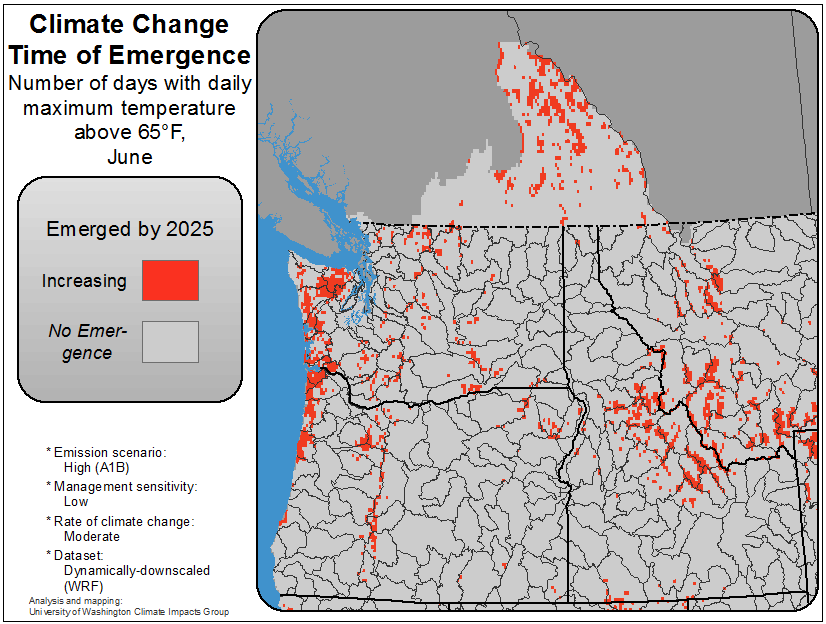 Climate Change
Time of Emergence
Number of days with daily
maximum temperature
above 65°F,
June
Emerged by 2025
Increasing
No Emer-
gence
* Emission scenario:
High (A1B)
* Management sensitivity:
Low
* Rate of climate change:
Moderate
* Dataset:
Dynamically-downscaled
(WRF)
Analysis and mapping:
University of Washington Climate Impacts Group